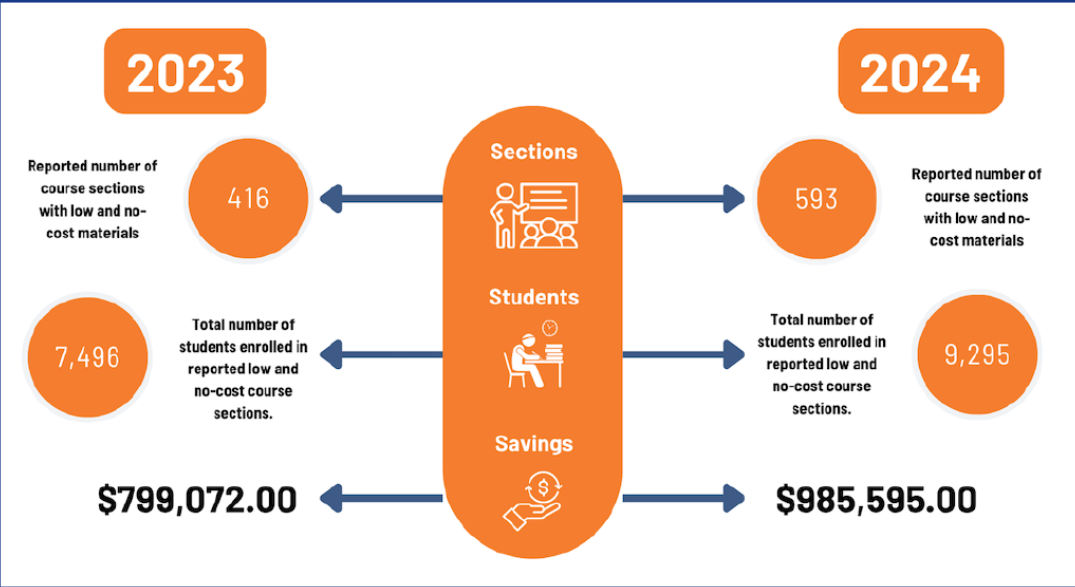 2023
2024
Sections
Reported number of
course sections
with low and no-
cost materials
416
593
Reported number of
course sections
with low and no-
cost materials
Students
7,496
Total number of
students enrolled in
reported low and
no-cost course
sections.
Total number of
students enrolled in
reported low and
no-cost course
sections.
9,295
Savings
$
$799,072.00
$985,595.00